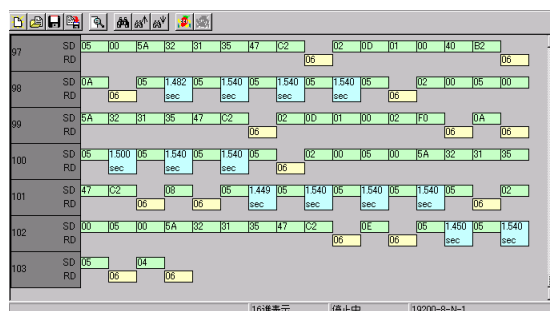 97 SD 05 00 5A 32 31 35 47 C2 02 0D 01 00 40 B2
RD 06 06
98 SD 0A 05 1.482 sec 05 1.540 sec 05 1.540 sec 05 1.540 sec 05 02 00 05 00
RD 06 06
99 SD 5A 32 31 35 47 C2 02 0D 01 00 02 F0 0A
RD 06 06 06
100 SD 05 1.500 sec 05 1.540 sec 05 1.540 sec 05 02 00 05 00 5A 32 31 35
RD 06
101 SD 47 C2 08 05 1.449 sec 05 1.540 sec 05 1.540 sec 05 1.540 sec 05 02
RD 06 06 06
102 SD 00 05 00 5A 32 31 35 47 C2 0E 05 1.450 sec 05 1.540 sec
RD 06 06
103 SD 05 04
RD 06 06
16進表示 停止中 19200-8-N-1